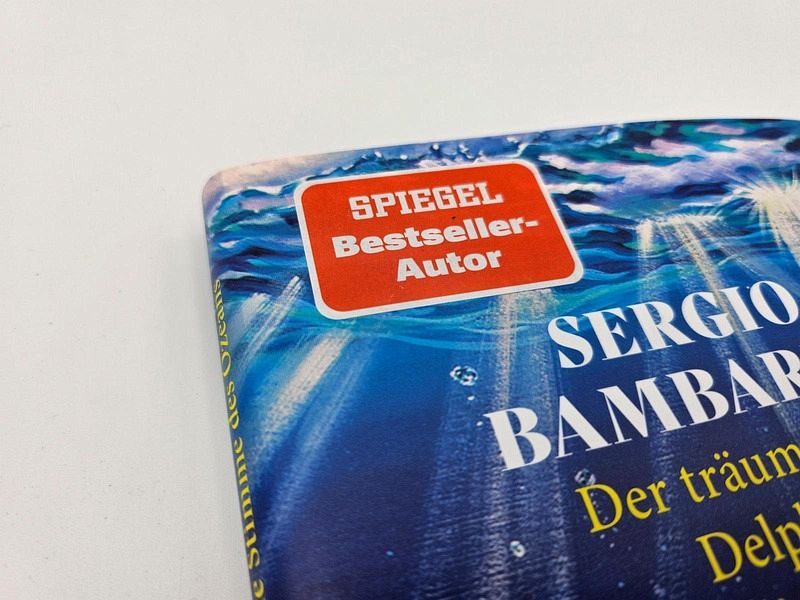 SPIEGEL
Bestseller-
Autor
SERGIO
BAMBAR
Der träum
Delp
Stimme des Ozeans